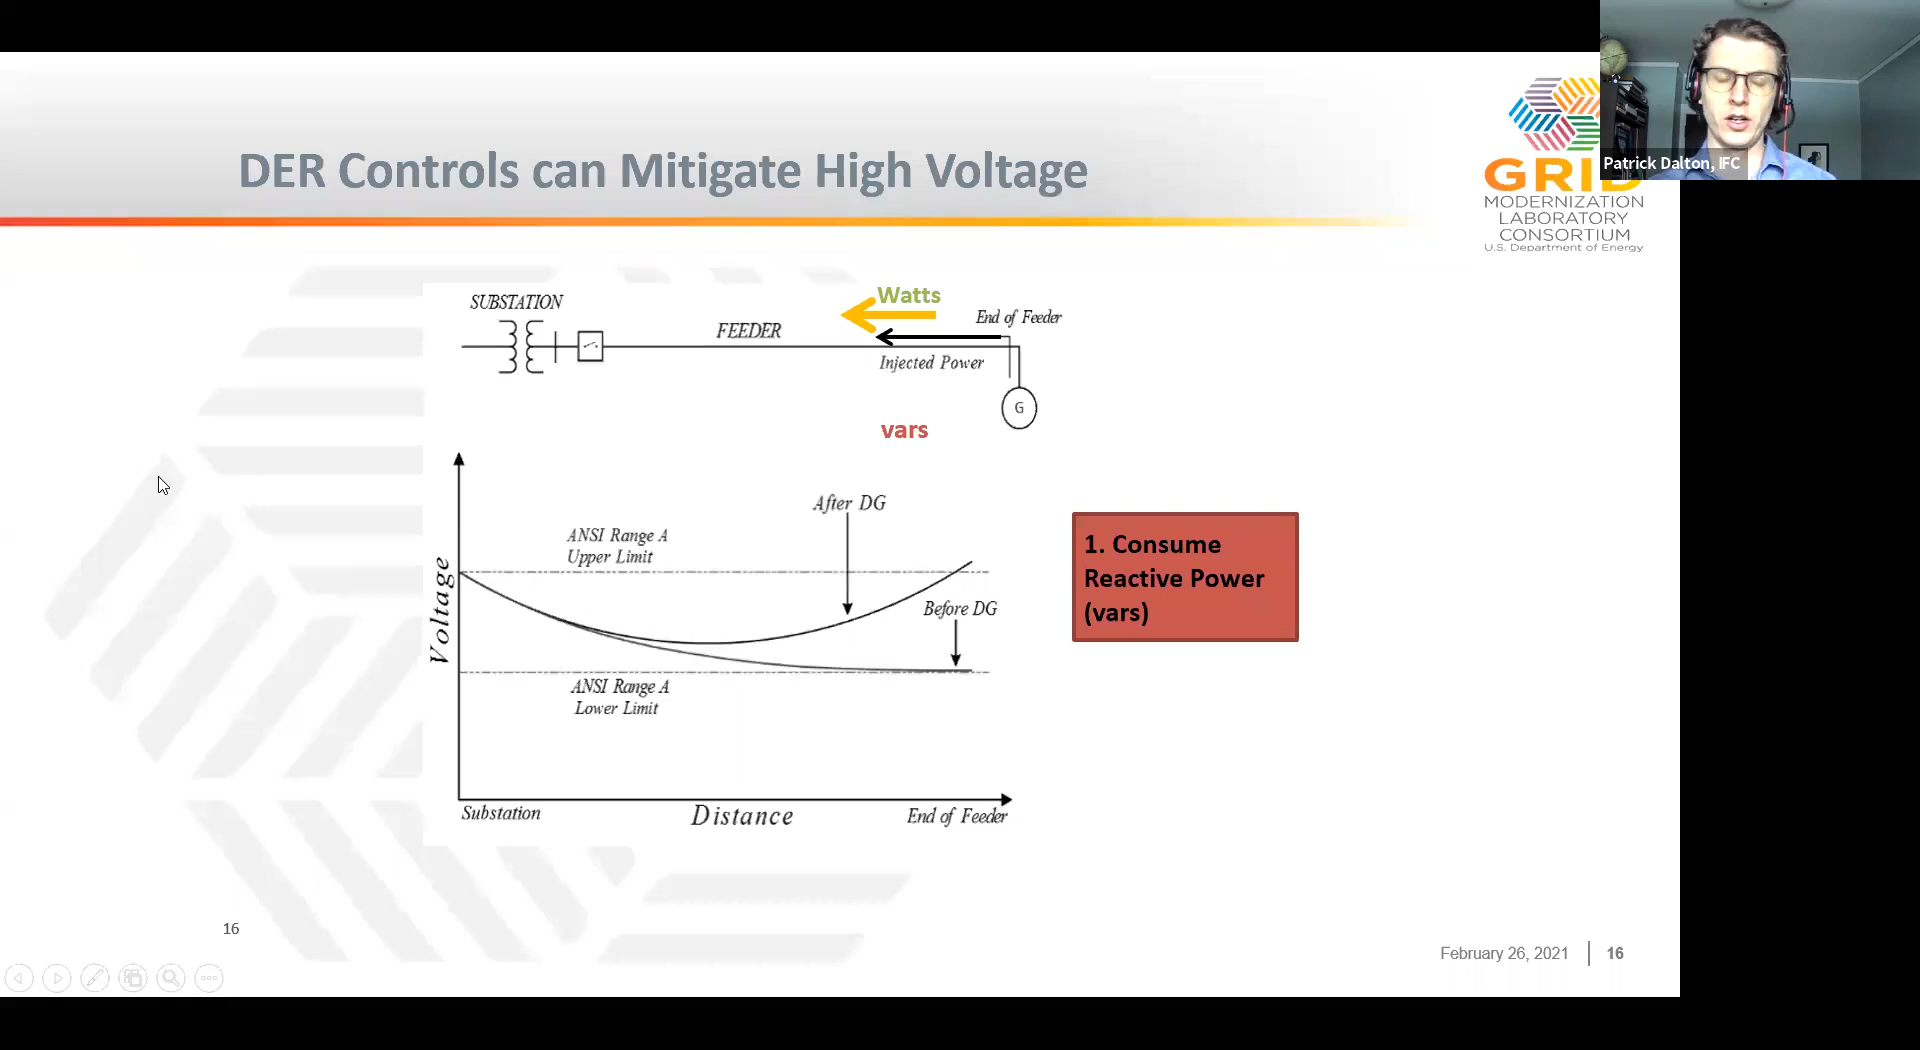 Patrick Dalton, IFC
DER Controls can Mitigate High Voltage
GRID
MODERNIZATION
LABORATORY
CONSORTIUM
U.S. Department of Energy
SUBSTATION
Watts
End of Feeder
FEEDER
Injected Power
G
vars
After DG
ANSI Range A
Upper Limit
Before DG
Voltage
ANSI Range A
Lower Limit
Substation
Distance
End of Feeder
1. Consume
Reactive Power
(vars)
16
February 26, 2021
16